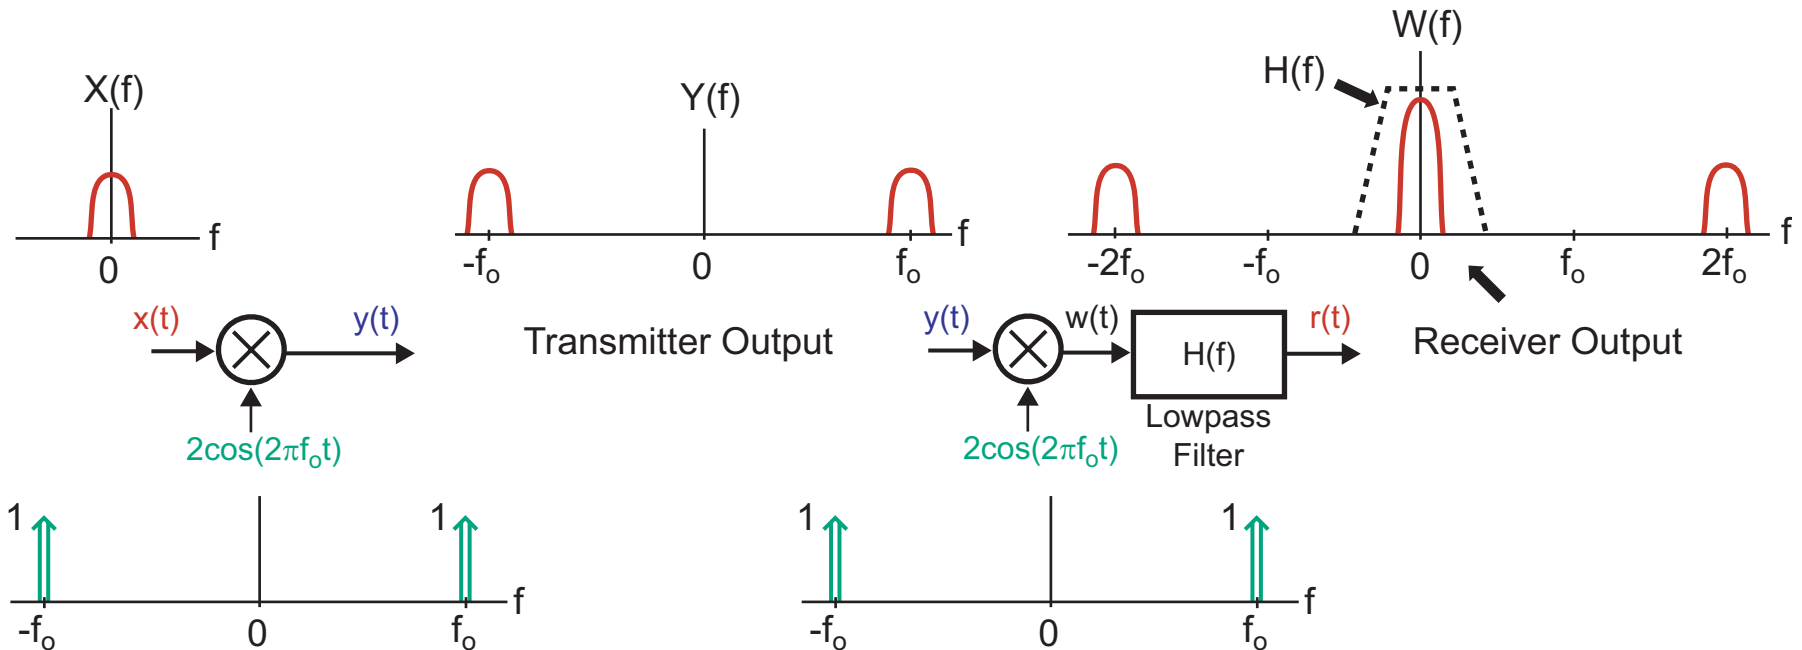 X(f)
f
0
Y(f)
f
-fo
0
fo
W(f)
H(f)
f
-2fo
-fo
0
fo
2fo
x(t)
y(t)
2cos(2πfot)
Transmitter Output
y(t)
w(t)
H(f)
r(t)
Lowpass
Filter
2cos(2πfot)
Receiver Output
1
1
f
-fo
0
fo
1
1
f
-fo
0
fo